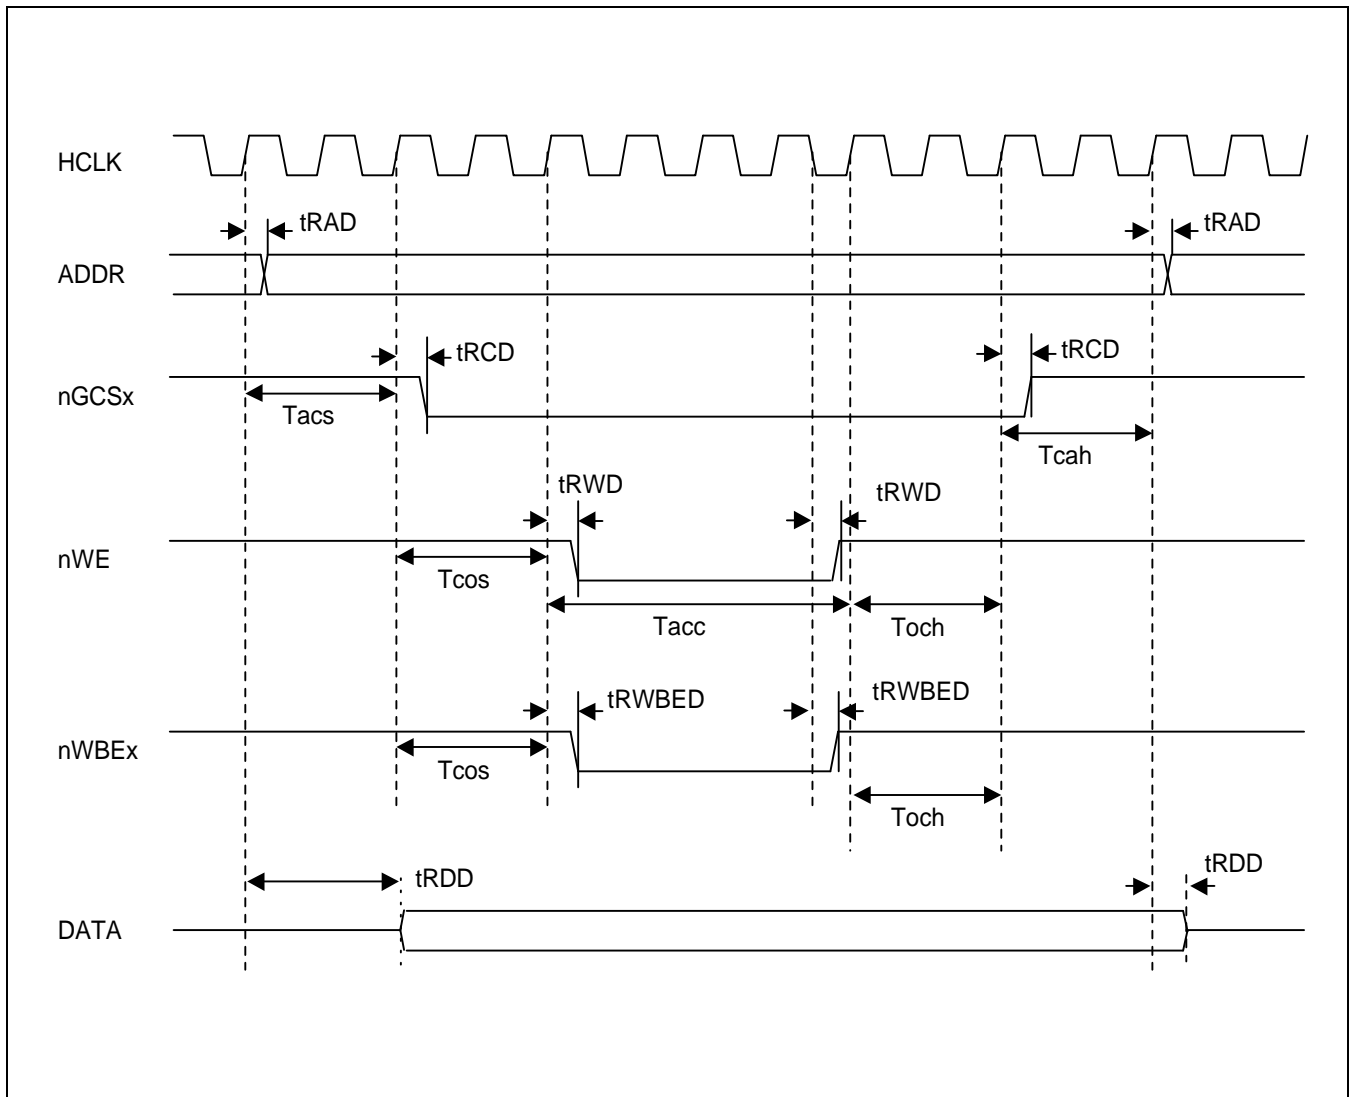 HCLK
tRAD
tRAD
ADDR
tRCD
tRCD
nGCSx
Tacs
Tcah
tRWD
tRWD
nWE
Tcos
Tacc
Toch
tRWBED
tRWBED
nWBEx
Tcos
Toch
tRDD
tRDD
DATA